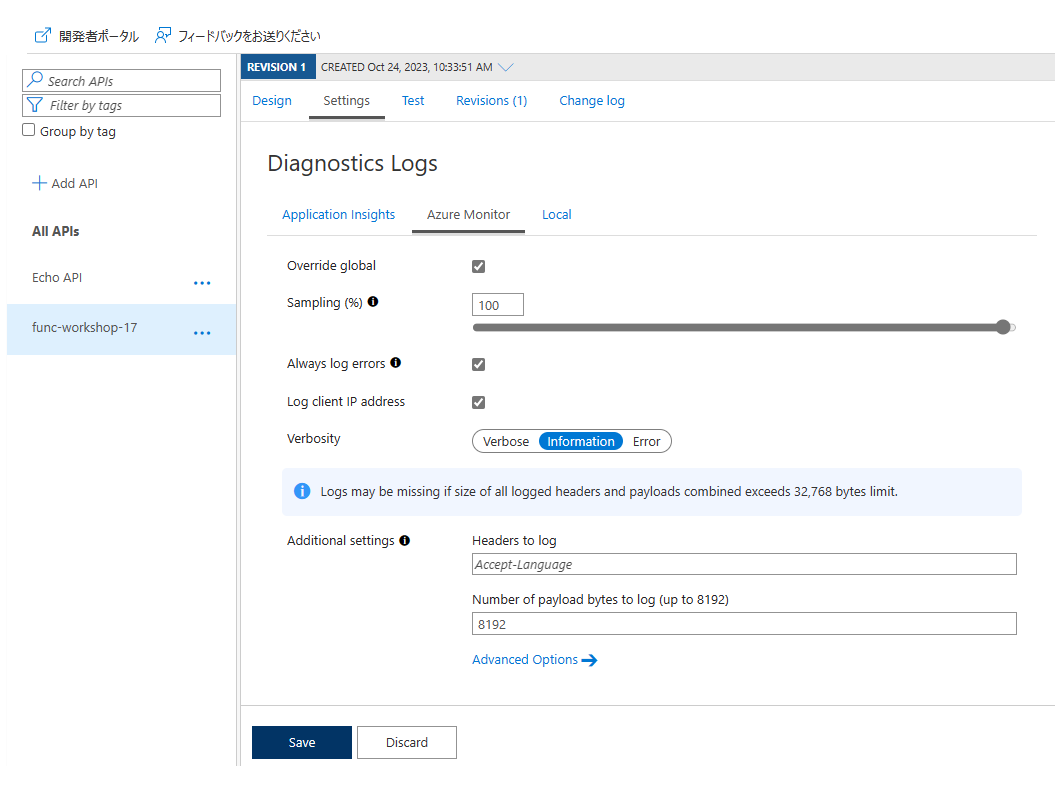 開発者ポータル フィードバックをお送りください
Search APIs
Filter by tags
Group by tag
Add API
All APIs
Echo API
func-workshop-17
REVISION 1 CREATED Oct 24, 2023, 10:33:51 AM
Design Settings Test Revisions (1) Change log
Diagnostics Logs
Application Insights Azure Monitor Local
Override global
Sampling (%) 100
Always log errors
Log client IP address
Verbosity Verbose Information Error
Logs may be missing if size of all logged headers and payloads combined exceeds 32,768 bytes limit.
Additional settings Headers to log
Accept-Language
Number of payload bytes to log (up to 8192)
8192
Advanced Options
Save Discard